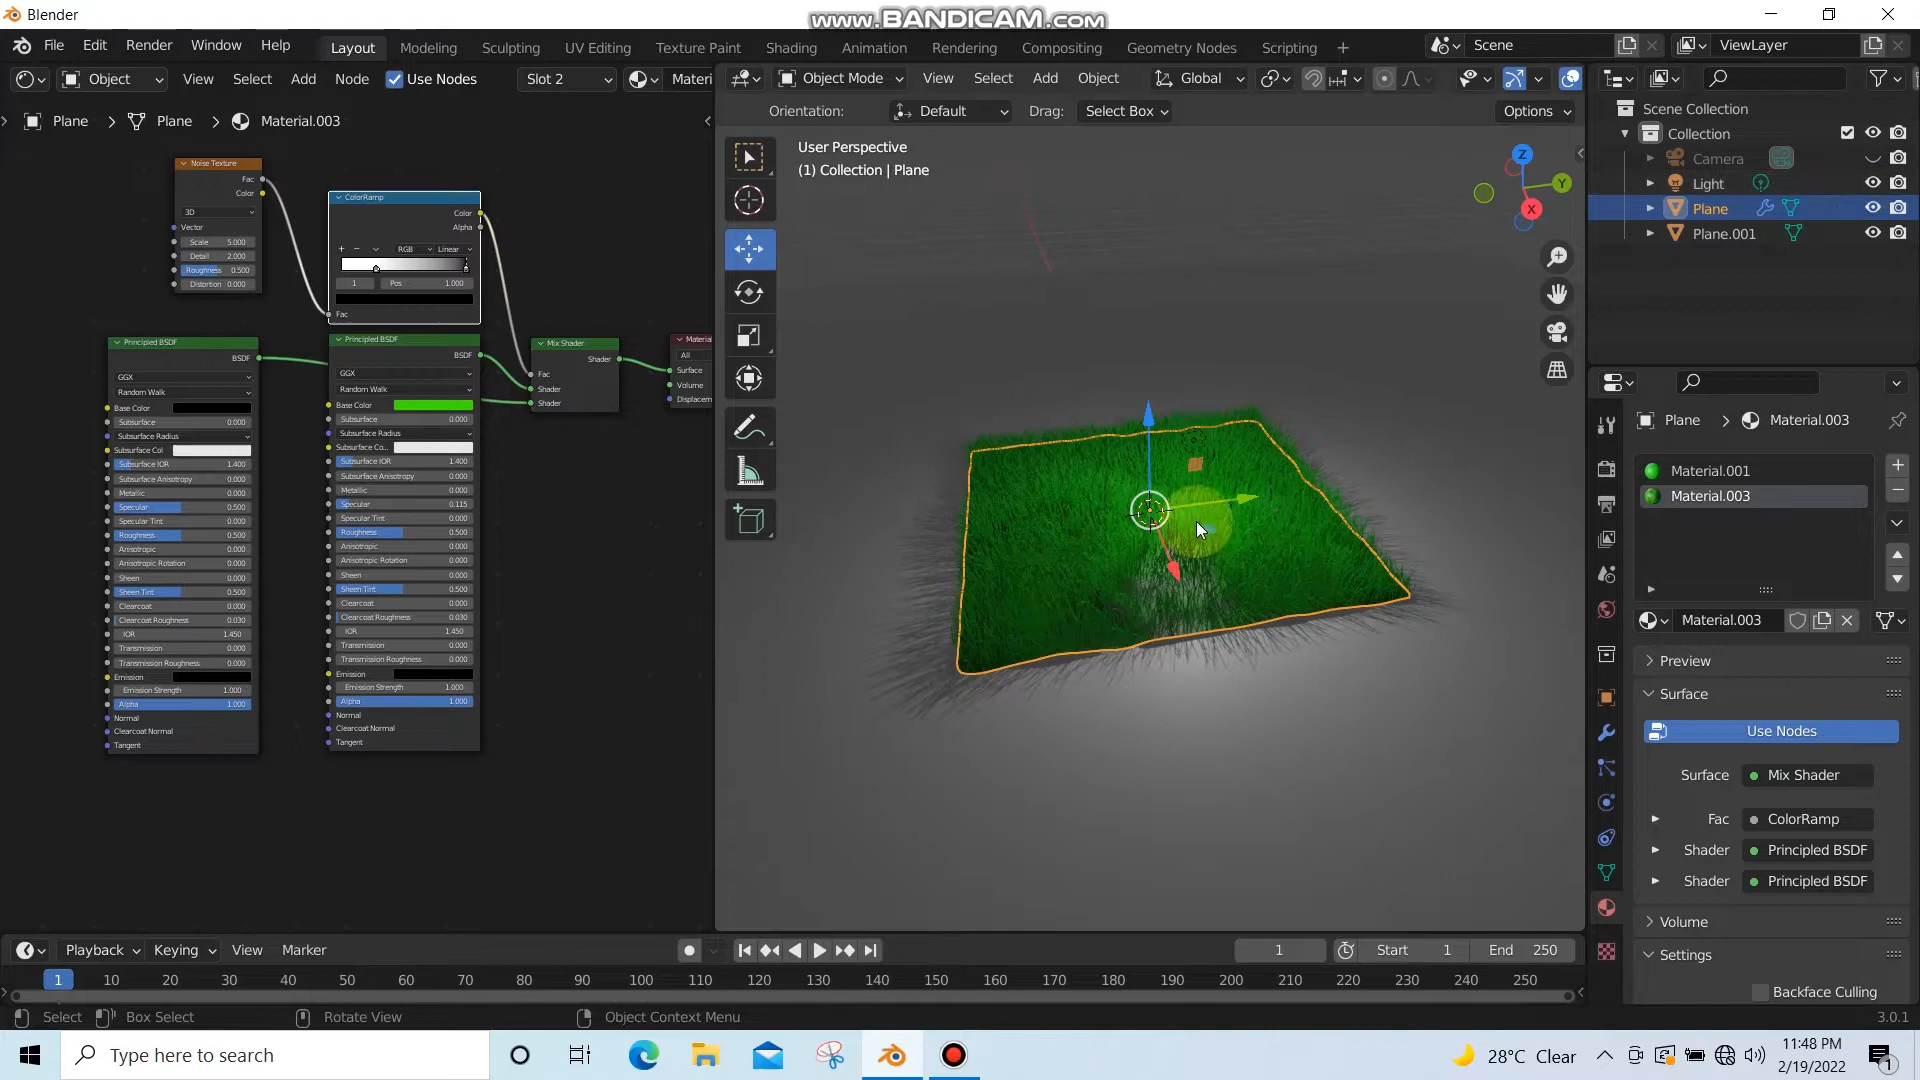 Blender
www.BANDICAM.com
File Edit Render Window Help
Layout Modeling Sculpting UV Editing Texture Paint Shading Animation Rendering Compositing Geometry Nodes Scripting
Scene ViewLayer
Object View Select Add Node Use Nodes Slot 2 Materi
Object Mode View Select Add Object Global
Orientation: Default Drag: Select Box Options
Plane > Plane > Material.003
User Perspective
(1) Collection | Plane
Z
Y
X
Scene Collection
Collection
Camera
Light
Plane
Plane.001
Noise Texture
Fac
Color
3D
Vector
Scale 5.000
Detail 2.000
Roughness 0.500
Distortion 0.000
ColorRamp
Color
Alpha
RGB Linear
1 Pos 1.000
Fac
Principled BSDF
BSDF
GGX
Random Walk
Base Color
Subsurface 0.000
Subsurface Radius
Subsurface Col
Subsurface IOR 1.400
Subsurface Anisotropy 0.000
Metallic 0.000
Specular 0.500
Specular Tint 0.000
Roughness 0.500
Anisotropic 0.000
Anisotropic Rotation 0.000
Sheen 0.000
Sheen Tint 0.500
Clearcoat 0.000
Clearcoat Roughness 0.030
IOR 1.450
Transmission 0.000
Transmission Roughness 0.000
Emission
Emission Strength 1.000
Alpha 1.000
Normal
Clearcoat Normal
Tangent
Principled BSDF
BSDF
GGX
Random Walk
Base Color
Subsurface 0.000
Subsurface Radius
Subsurface Co...
Subsurface IOR 1.400
Subsurface Anisotropy 0.000
Metallic 0.000
Specular 0.115
Specular Tint 0.000
Roughness 0.500
Anisotropic 0.000
Anisotropic Rotation 0.000
Sheen 0.000
Sheen Tint 0.500
Clearcoat 0.000
Clearcoat Roughness 0.030
IOR 1.450
Transmission 0.000
Transmission Roughness 0.000
Emission
Emission Strength 1.000
Alpha 1.000
Normal
Clearcoat Normal
Tangent
Mix Shader
Shader
Fac
Shader
Shader
Material
All
Surface
Volume
Displacem
Plane > Material.003
Material.001
Material.003
Material.003
Preview
Surface
Use Nodes
Surface Mix Shader
Fac ColorRamp
Shader Principled BSDF
Shader Principled BSDF
Volume
Settings
Backface Culling
Playback Keying View Marker
1 Start 1 End 250
1 10 20 30 40 50 60 70 80 90 100 110 120 130 140 150 160 170 180 190 200 210 220 230 240 250
Select Box Select Rotate View Object Context Menu 3.0.1
Type here to search
28°C Clear
11:48 PM
2/19/2022
1